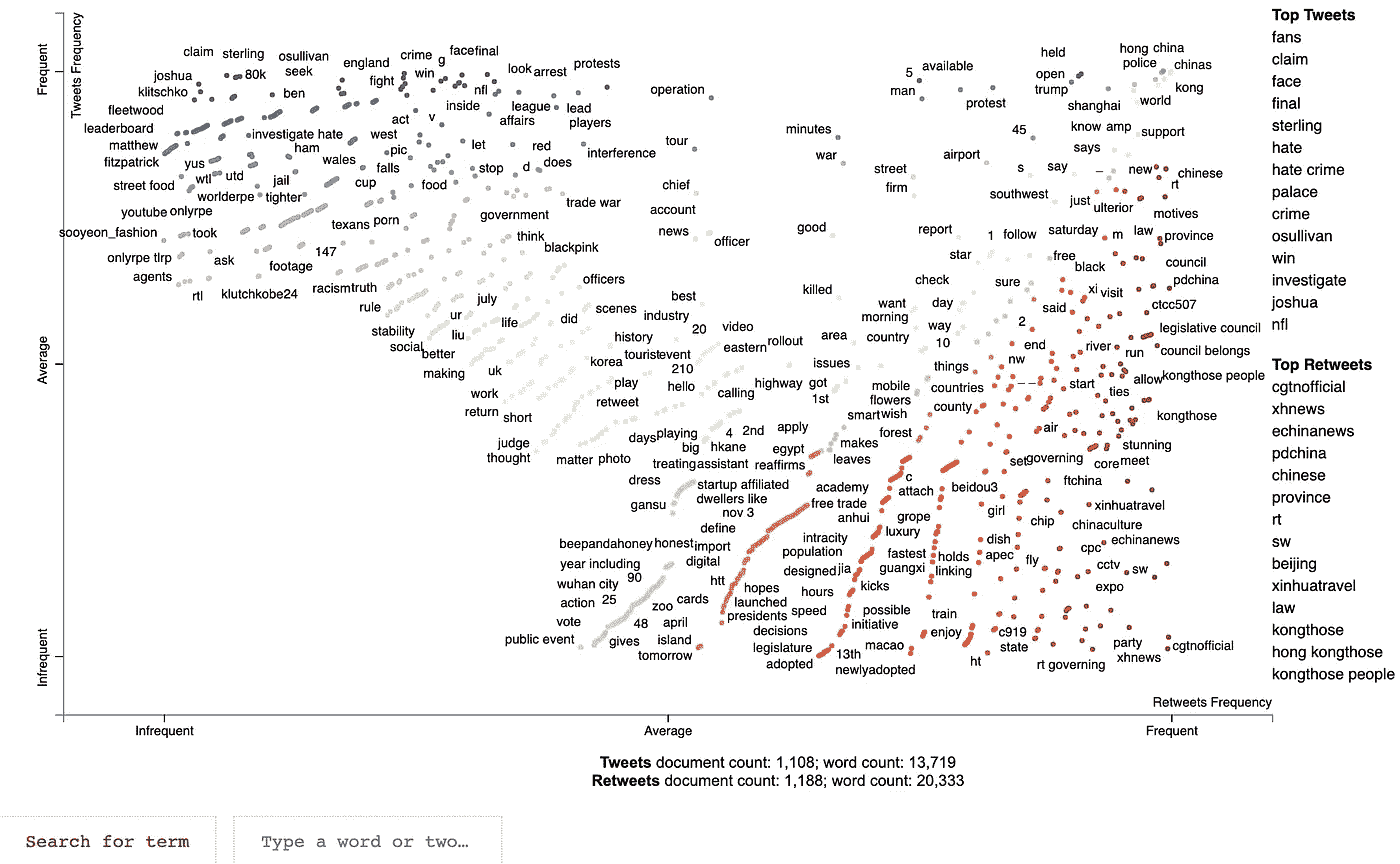 Tweets Frequency
Frequent
Average
Infrequent
claim
sterling
osullivan
england
crime
g
facefinal
seek
joshua
80k
fight
win
look
arrest
protests
klitschko
ben
nfl
operation
fleetwood
inside
league
lead
act
v
affairs
players
leaderboard
investigate hate
west
matthew
ham
pic
let
red
tour
fitzpatrick
yus
wales
falls
stop
d
does
interference
street food
wtl
utd
jail
cup
food
chief
worlderpe
tighter
trade war
youtube
onlyrpe
texans
porn
government
account
sooyeon_fashion
took
think
news
officer
onlyrpe tlrp
ask
147
blackpink
agents
footage
officers
rtl
klutchkobe24
racism
truth
best
rule
july
scenes
industry
stability
ur
life
did
20
video
social
liu
history
eastern
rollout
better
korea
tourist
event
making
uk
210
work
play
hello
highway
return
short
retweet
calling
judge
days
playing
4
2nd
apply
thought
matter
photo
big
hkane
egypt
treating
assistant
reaffirms
held
hong
china
5
available
open
police
chinas
man
trump
kong
protest
shanghai
world
minutes
45
know
amp
support
war
airport
says
street
s
say
_
new
chinese
firm
southwest
rt
just
ulterior
motives
good
report
1
follow
saturday
m
law
province
star
free
black
council
killed
check
sure
xi
visit
pdchina
want
day
said
ctcc507
morning
way
2
legislative council
area
country
10
end
river
run
council belongs
issues
things
nw
_ _
start
allow
kongthose people
got
mobile
countries
ties
1st
flowers
county
kongthose
smart
wish
forest
air
makes
stunning
leaves
set
governing
core
meet
dress
startup affiliated
academy
c
beidou3
ftchina
gansu
dwellers like
free trade
attach
xinhuatravel
nov 3
anhui
grope
girl
chip
chinaculture
define
luxury
echinanews
beepandahoney
honest
import
intracity
dish
cpc
year including
digital
population
fastest
holds
apec
fly
cctv
sw
wuhan city
90
htt
designed
jia
guangxi
linking
expo
action
25
zoo
cards
hopes
hours
kicks
launched
vote
48
april
presidents
speed
possible
train
public event
gives
island
decisions
initiative
enjoy
c919
party
tomorrow
legislature
13th
macao
state
xhnews
cgtnofficial
adopted
newlyadopted
ht
rt governing
Retweets Frequency
Infrequent
Average
Frequent
Top Tweets
fans
claim
face
final
sterling
hate
hate crime
palace
crime
osullivan
win
investigate
joshua
nfl
Top Retweets
cgtnofficial
xhnews
echinanews
pdchina
chinese
province
rt
sw
beijing
xinhuatravel
law
kongthose
hong kongthose
kongthose people
Tweets document count: 1,108; word count: 13,719
Retweets document count: 1,188; word count: 20,333
Search for term
Type a word or two…